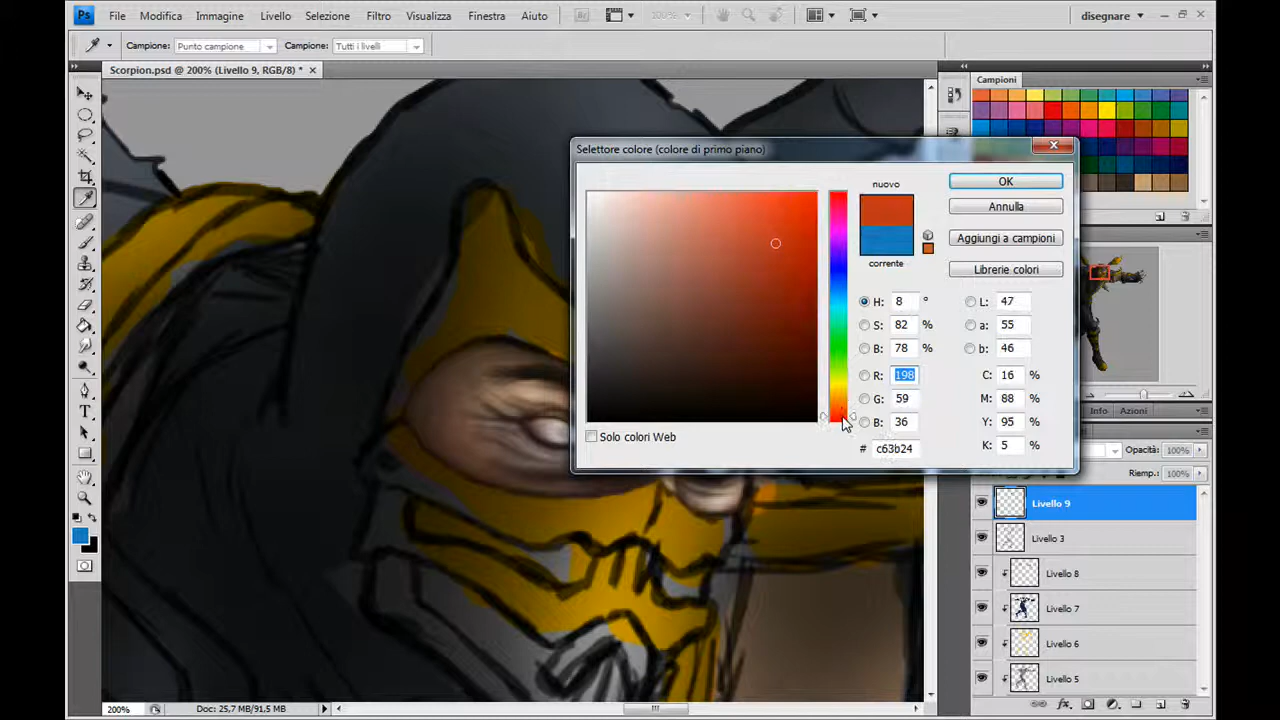 Ps File Modifica Immagine Livello Selezione Filtro Visualizza Finestra Aiuto Br 100% disegnare
Campione: Punto campione Campione: Tutti i livelli
Scorpion.psd @ 200% (Livello 9, RGB/8) *
Campioni
Selettore colore (colore di primo piano)
nuovo
OK
Annulla
Aggiungi a campioni
corrente
Librerie colori
H: 8 ° L: 47
S: 82 % a: 55
B: 78 % b: 46
R: 198 C: 16 %
G: 59 M: 88 %
B: 36 Y: 95 %
# c63b24 K: 5 %
Solo colori Web
Info Azioni
Opacità: 100%
Riemp.: 100%
Livello 9
Livello 3
Livello 8
Livello 7
Livello 6
Livello 5
200% Doc: 25,7 MB/91,5 MB